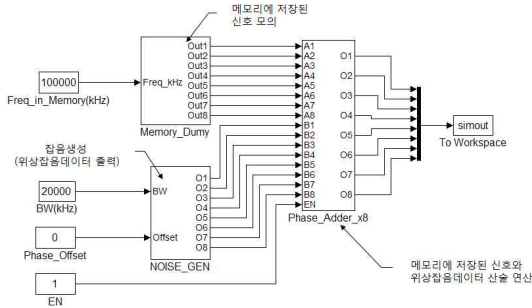 메모리에 저장된
신호 모의
Out1
Out2
Out3
Out4
Out5
Out6
Out7
Out8
Freq_kHz
100000
Freq_in_Memory(kHz)
Memory_Dumy
A1
A2
A3
A4
A5
A6
A7
A8
B1
B2
B3
B4
B5
B6
B7
B8
EN
O1
O2
O3
O4
O5
O6
O7
O8
Phase_Adder_x8
simout
To Workspace
잡음생성
(위상잡음데이터 출력)
20000
BW(kHz)
BW
Offset
O1
O2
O3
O4
O5
O6
O7
O8
NOISE_GEN
0
Phase_Offset
1
EN
메모리에 저장된 신호와
위상잡음데이터 산술 연산